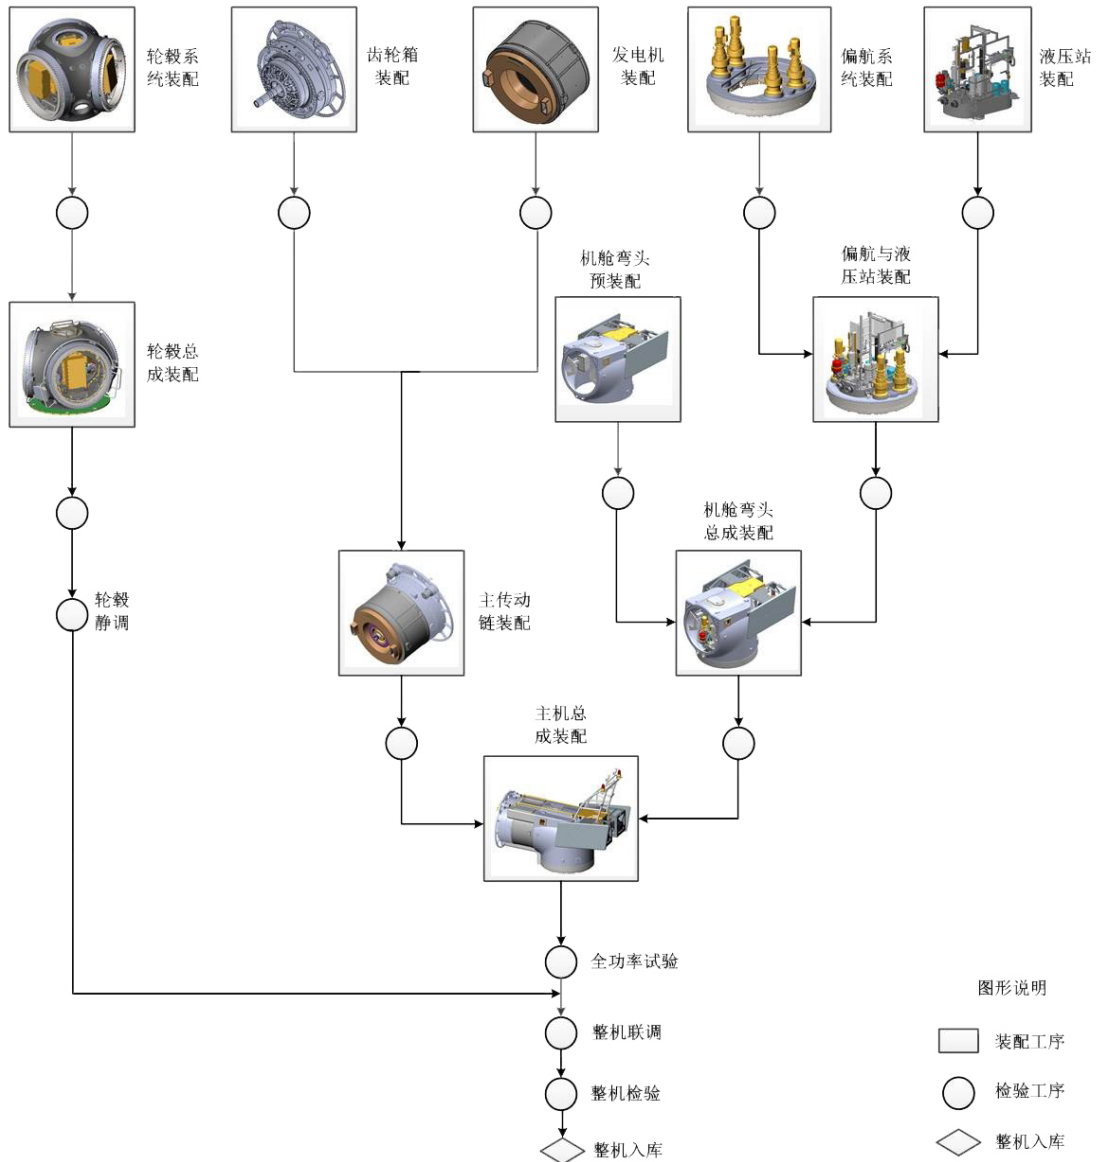 轮毂系
统装配
齿轮箱
装配
发电机
装配
偏航系
统装配
液压站
装配
机舱弯头
预装配
偏航与液
压站装配
轮毂总
成装配
机舱弯头
总成装配
轮毂
静调
主传动
链装配
主机总
成装配
全功率试验
整机联调
整机检验
整机入库
图形说明
装配工序
检验工序
整机入库